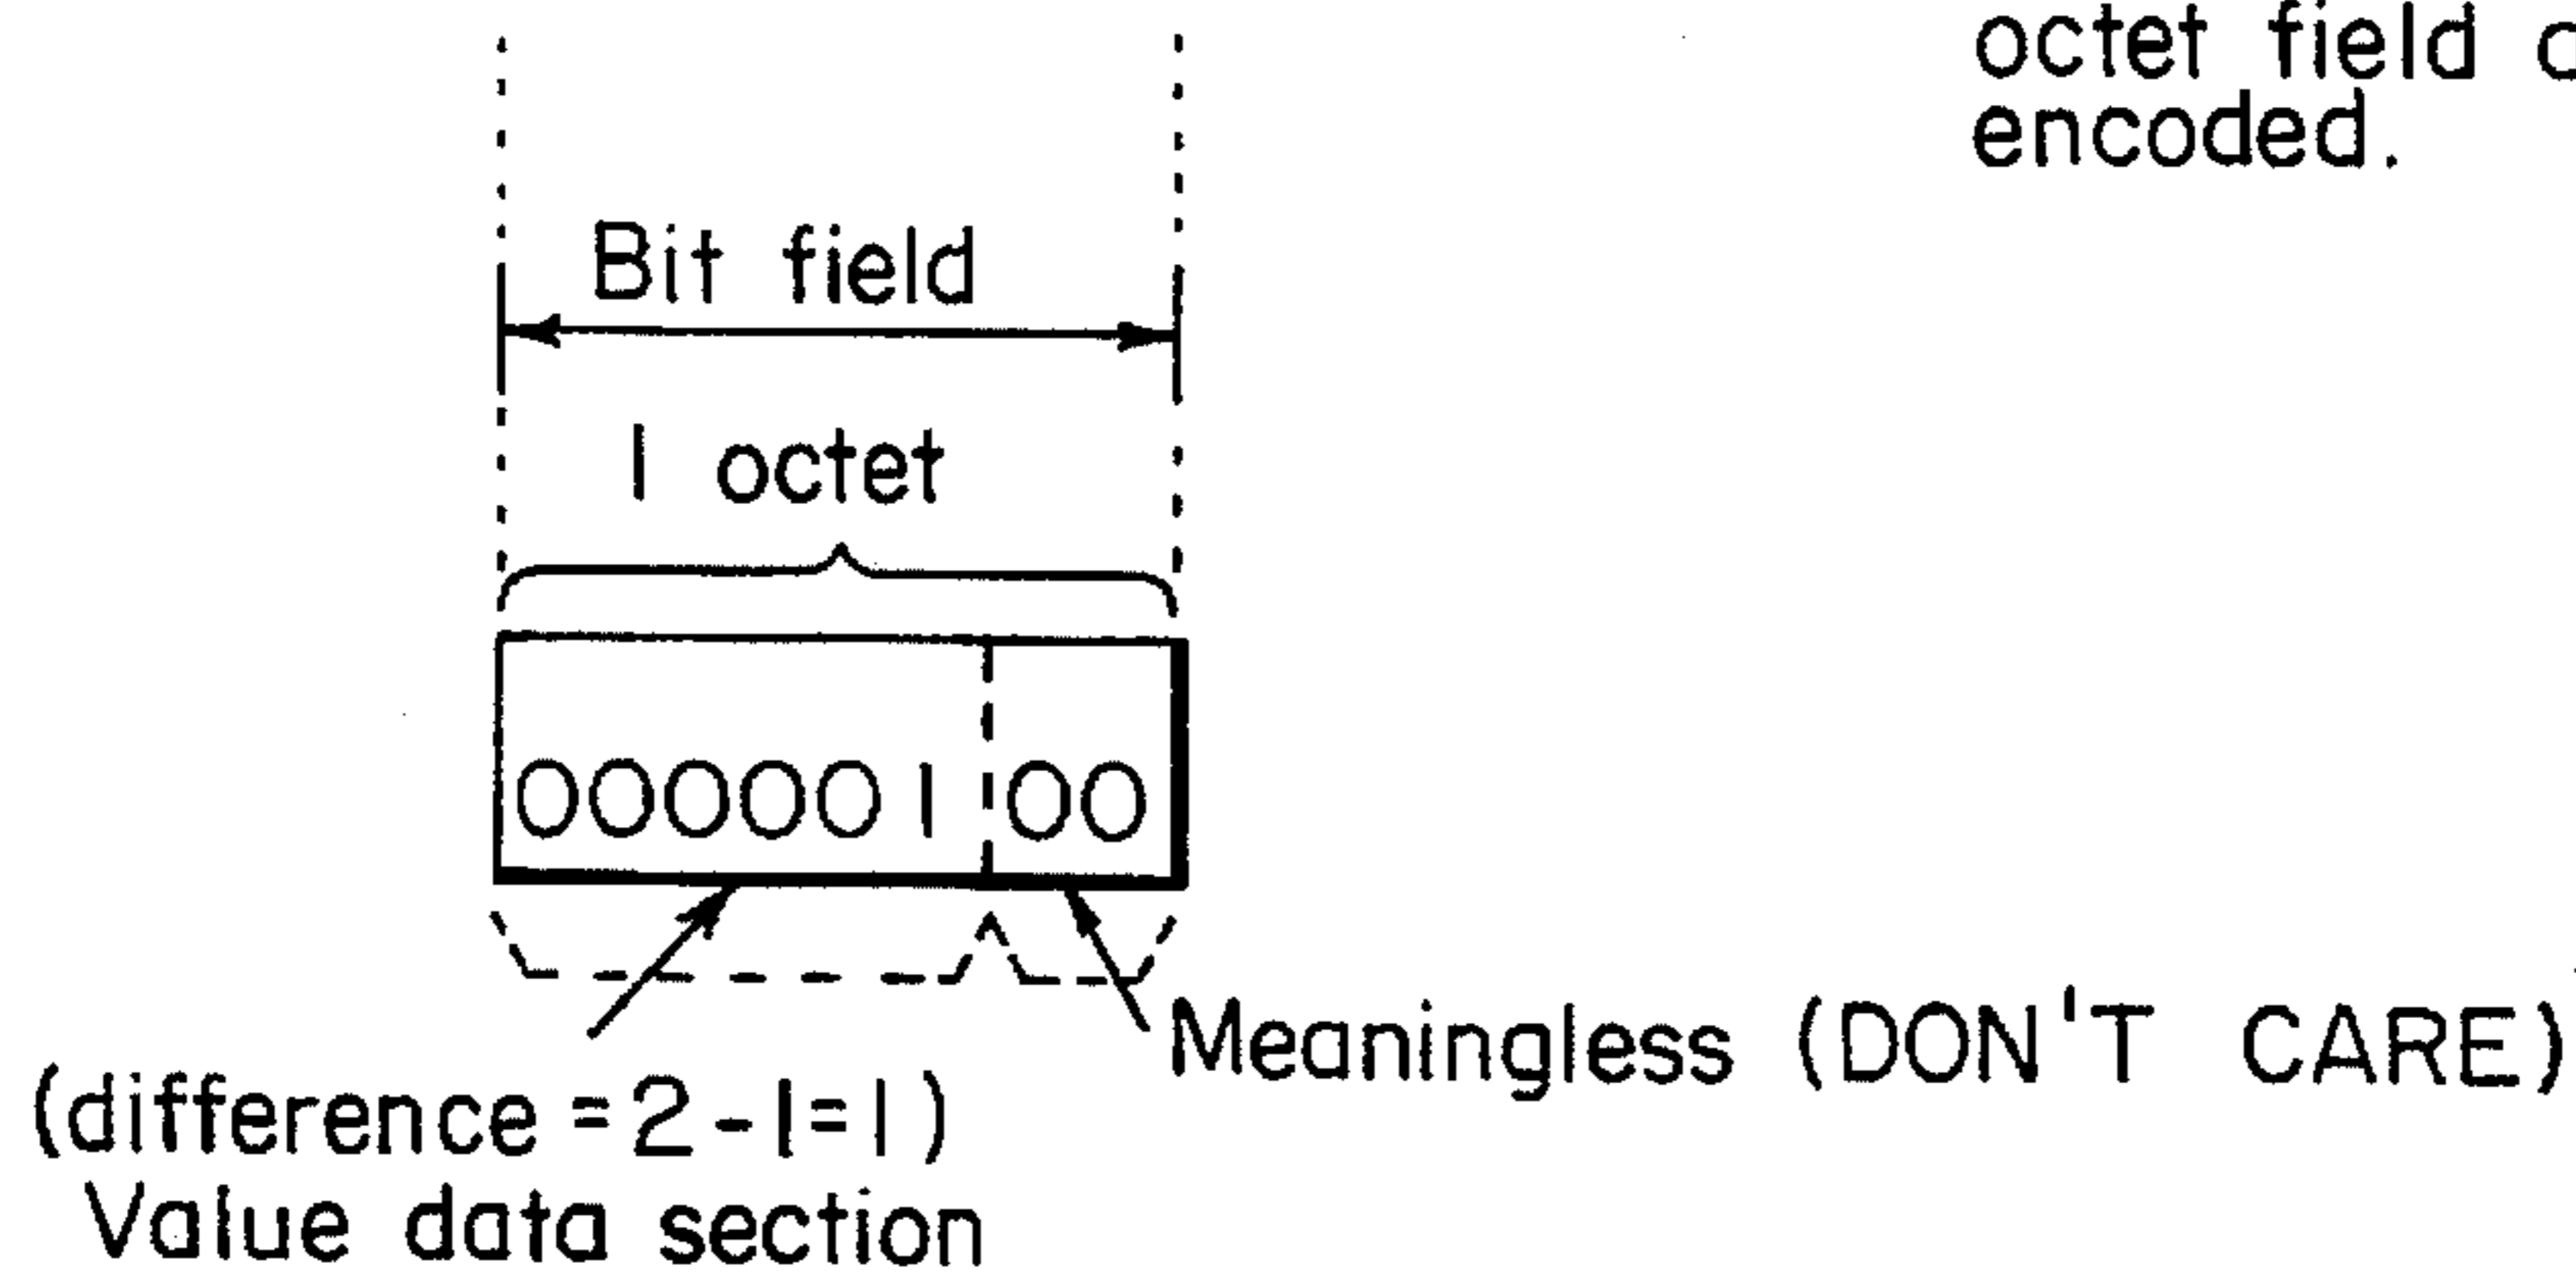 octet field
encoded.
Bit field
1 octet
000001 00
Meaningless (DON'T CARE)
(difference = 2 - 1 = 1)
Value data section